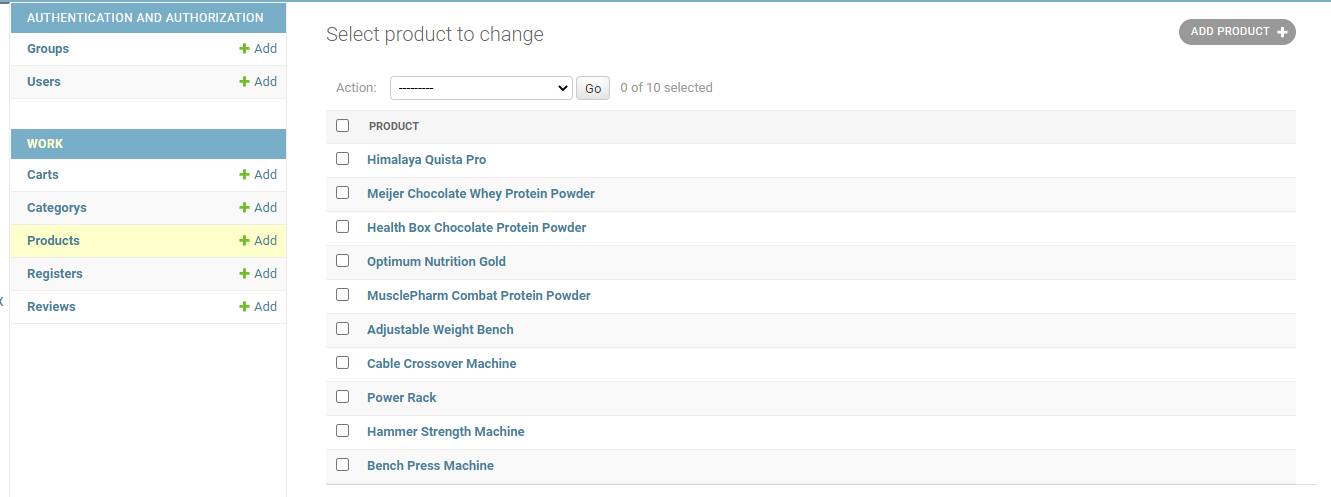 AUTHENTICATION AND AUTHORIZATION
Groups Add
Users Add
WORK
Carts Add
Categorys Add
Products Add
Registers Add
Reviews Add
Select product to change
ADD PRODUCT
Action: --------- Go 0 of 10 selected
PRODUCT
Himalaya Quista Pro
Meijer Chocolate Whey Protein Powder
Health Box Chocolate Protein Powder
Optimum Nutrition Gold
MusclePharm Combat Protein Powder
Adjustable Weight Bench
Cable Crossover Machine
Power Rack
Hammer Strength Machine
Bench Press Machine